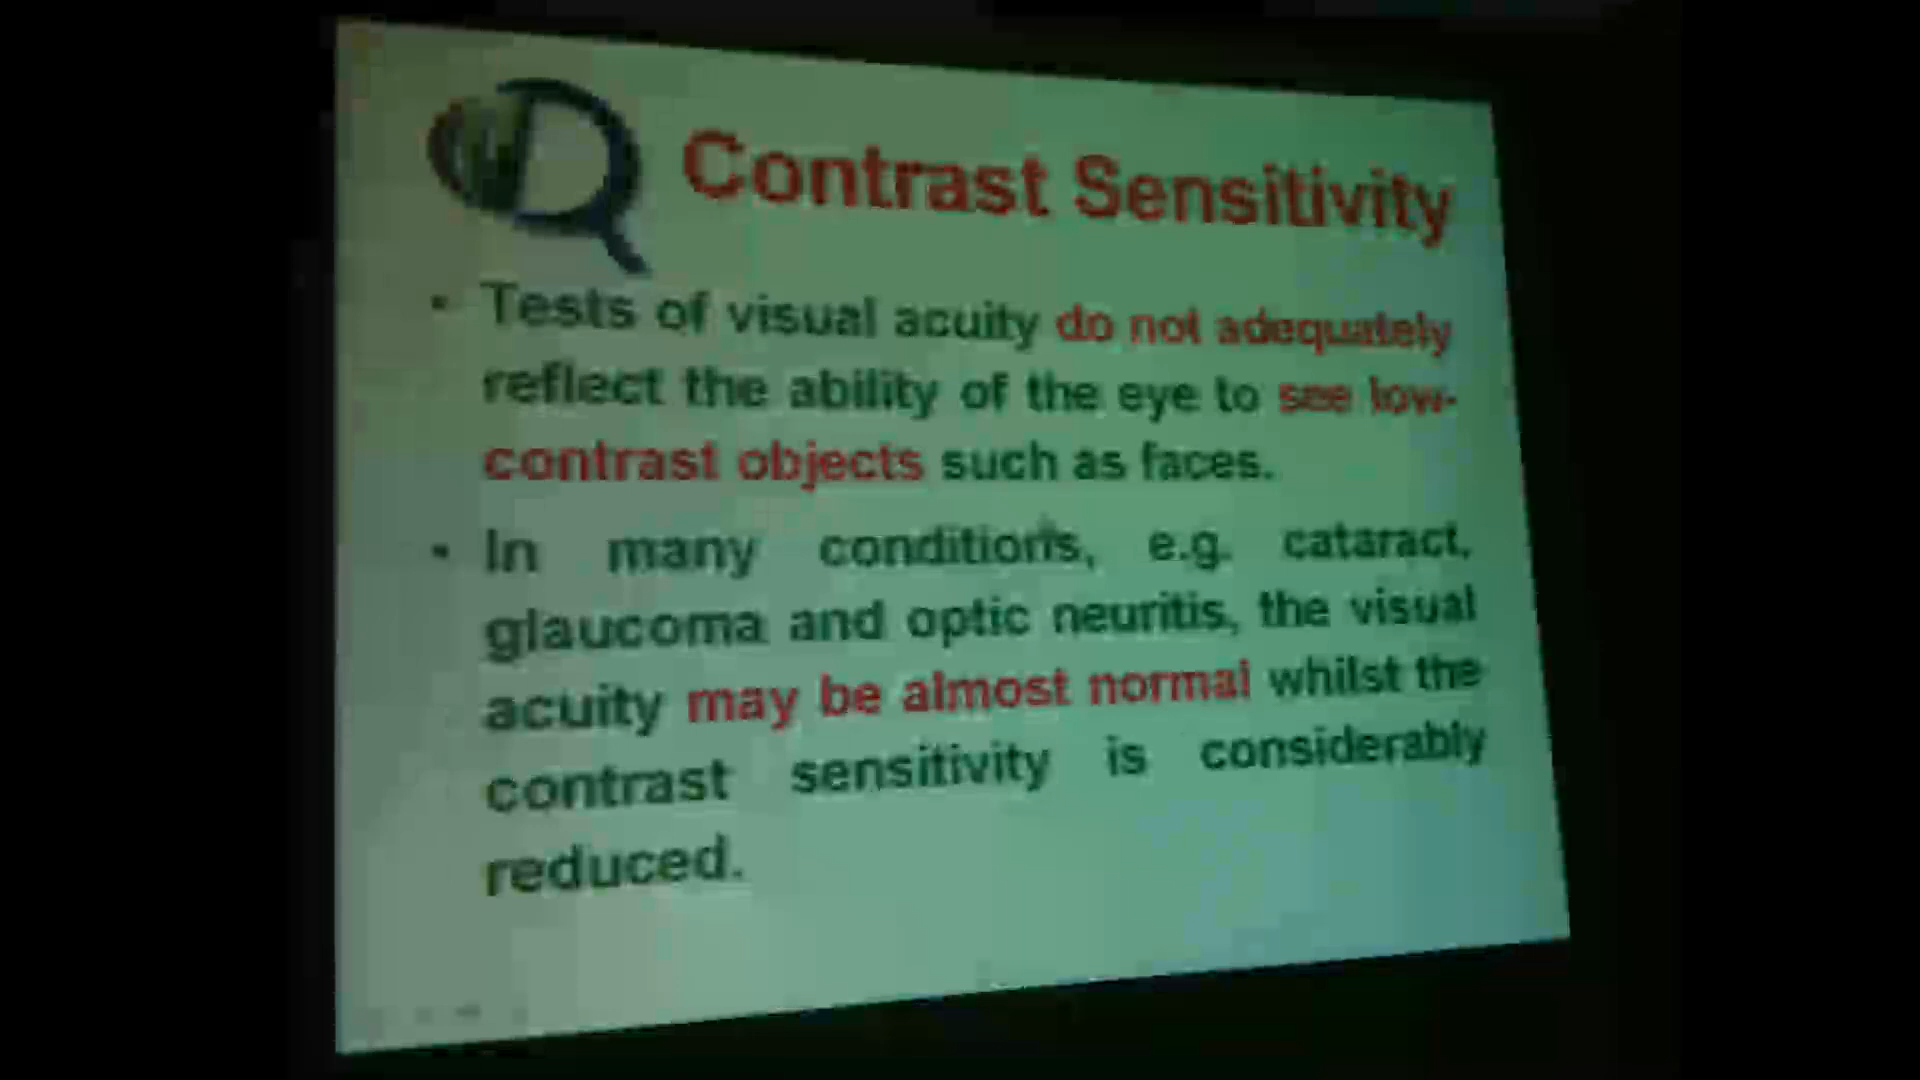 Contrast Sensitivity
• Tests of visual acuity do not adequately
reflect the ability of the eye to see low-
contrast objects such as faces.
• In many conditions, e.g. cataract,
glaucoma and optic neuritis, the visual
acuity may be almost normal whilst the
contrast sensitivity is considerably
reduced.